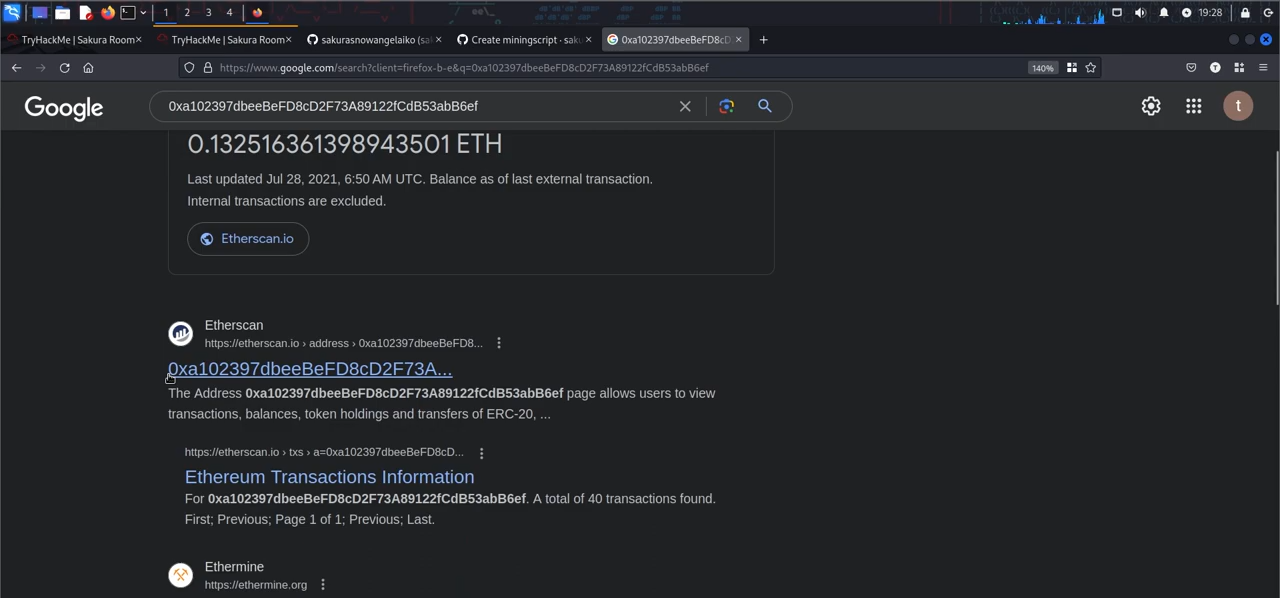 1 2 3 4 19:28
TryHackMe | Sakura Room × TryHackMe | Sakura Room × sakurasnowangelaiko (sa × Create miningscript · saku × 0xa102397dbeeBeFD8cD ×
https://www.google.com/search?client=firefox-b-e&q=0xa102397dbeeBeFD8cD2F73A89122fCdB53abB6ef 140%
Google 0xa102397dbeeBeFD8cD2F73A89122fCdB53abB6ef t
0.132516361398943501 ETH
Last updated Jul 28, 2021, 6:50 AM UTC. Balance as of last external transaction.
Internal transactions are excluded.
Etherscan.io
Etherscan
https://etherscan.io › address › 0xa102397dbeeBeFD8...
0xa102397dbeeBeFD8cD2F73A...
The Address 0xa102397dbeeBeFD8cD2F73A89122fCdB53abB6ef page allows users to view
transactions, balances, token holdings and transfers of ERC-20, ...
https://etherscan.io › txs › a=0xa102397dbeeBeFD8cD...
Ethereum Transactions Information
For 0xa102397dbeeBeFD8cD2F73A89122fCdB53abB6ef. A total of 40 transactions found.
First; Previous; Page 1 of 1; Previous; Last.
Ethermine
https://ethermine.org